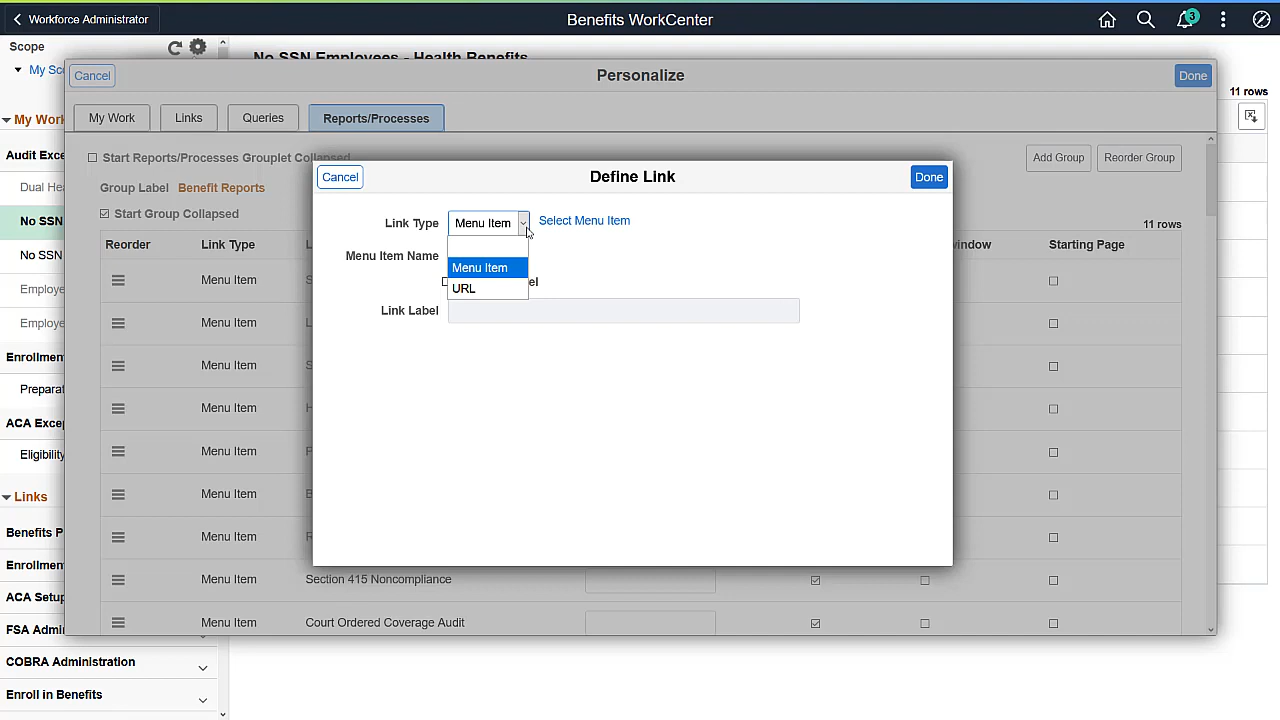 Workforce Administrator
Benefits WorkCenter
3
Scope
My Sco
No SSN Employees - Health Benefits
11 rows
Cancel
Personalize
Done
My Work
Links
Queries
Reports/Processes
My Work
Start Reports/Processes Grouplet Collapsed
Add Group
Reorder Group
Audit Exce
Dual Hea
No SSN
No SSN
Employe
Employe
Enrollmen
Preparat
ACA Excep
Eligibility
Links
Benefits P
Enrollmen
ACA Setup
FSA Admi
COBRA Administration
Enroll in Benefits
Group Label Benefit Reports
Start Group Collapsed
11 rows
Reorder
Link Type
L
indow
Starting Page
Menu Item
Menu Item
Menu Item
Menu Item
Menu Item
Menu Item
Menu Item
Menu Item
Section 415 Noncompliance
Menu Item
Court Ordered Coverage Audit
Cancel
Define Link
Done
Link Type
Menu Item
Select Menu Item
Menu Item Name
Menu Item
URL
el
Link Label